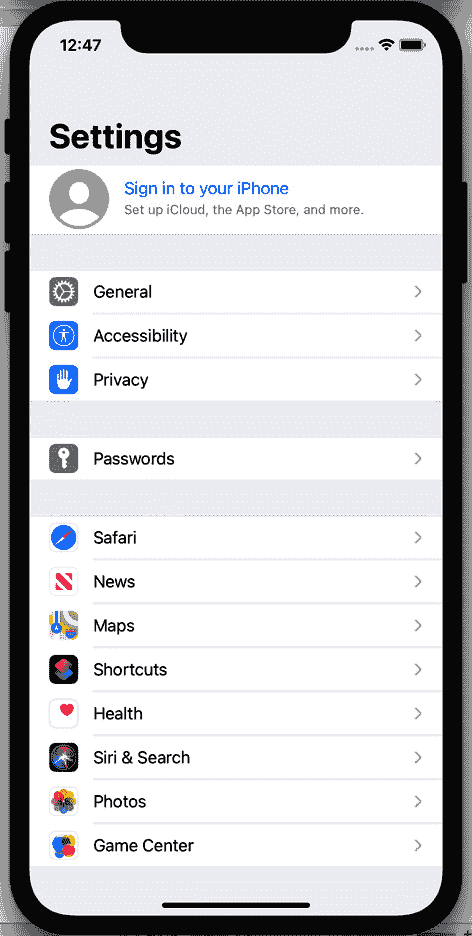 12:47
Settings
Sign in to your iPhone
Set up iCloud, the App Store, and more.
General
Accessibility
Privacy
Passwords
Safari
News
Maps
Shortcuts
Health
Siri & Search
Photos
Game Center